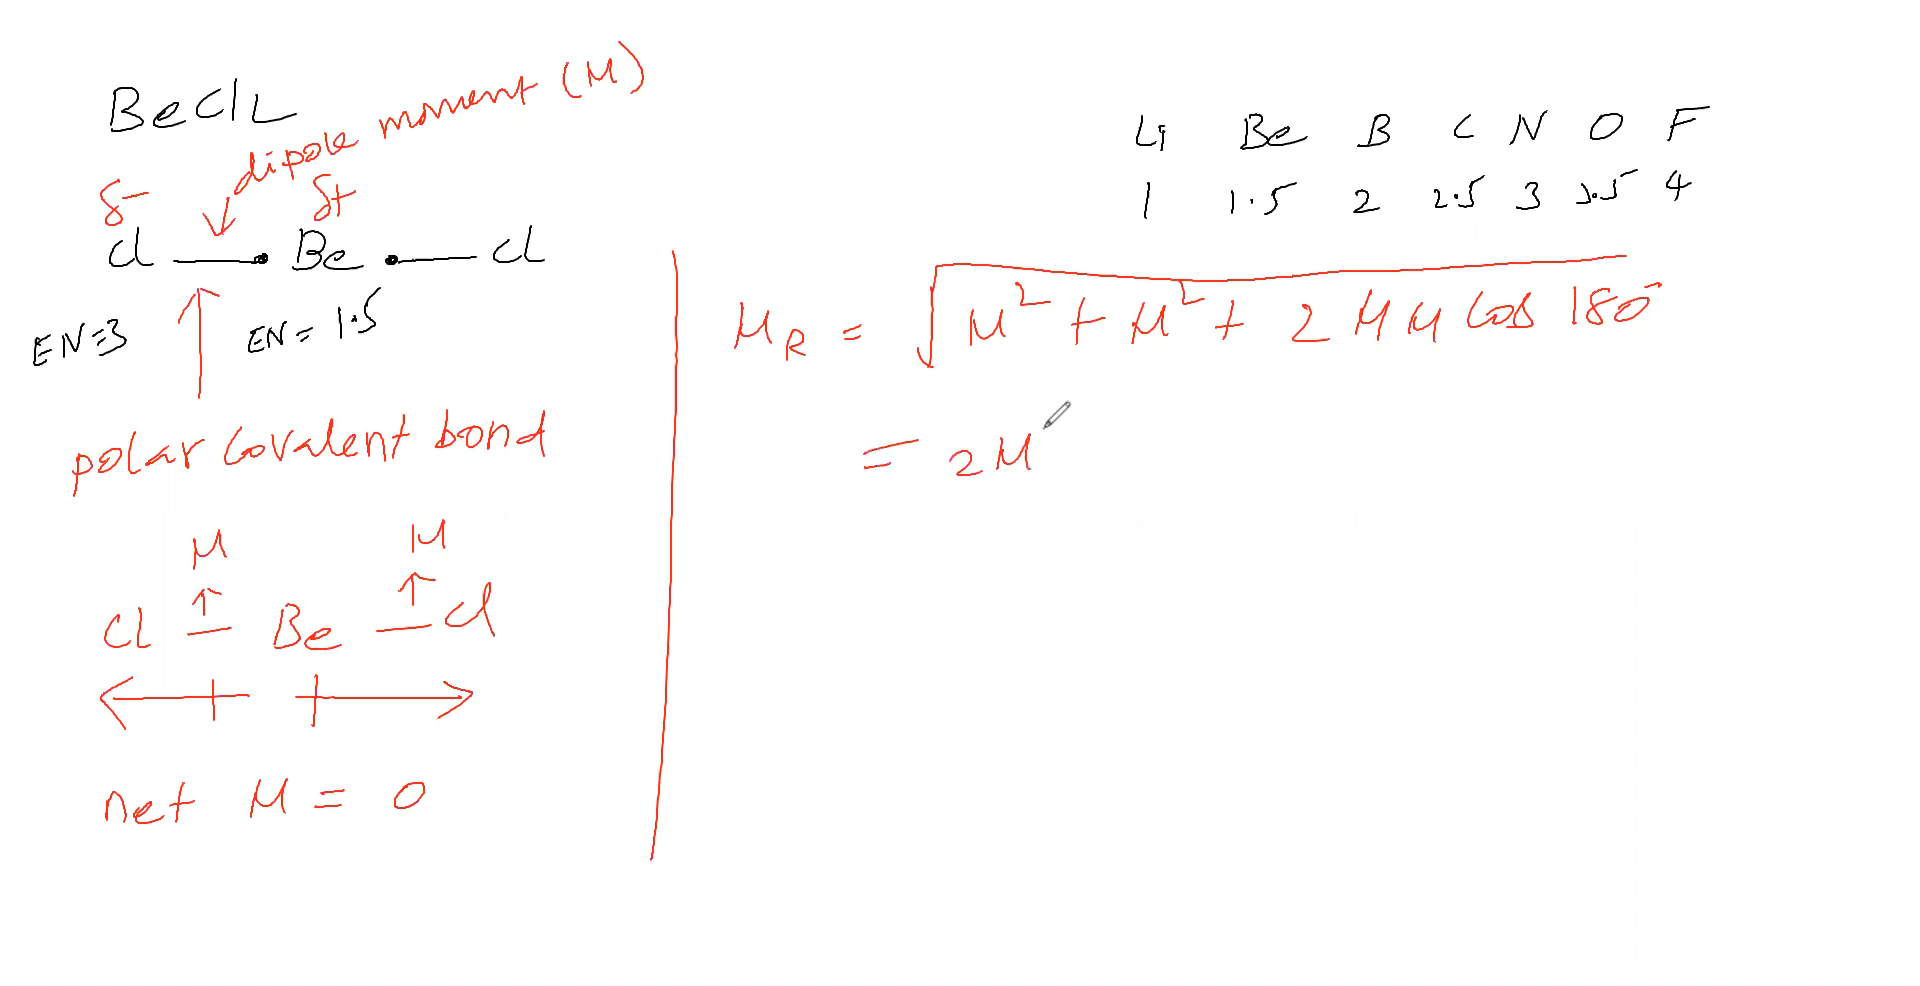 BeCl2
dipole moment (μ)
δ- δ+
Cl — Be — Cl
EN=3 EN = 1.5
polar covalent bond
μ μ
Cl — Be — Cl
net μ = 0
Li Be B C N O F
1 1.5 2 2.5 3 3.5 4
μR = √μ² + μ² + 2 μ μ cos 180°
= 2μ